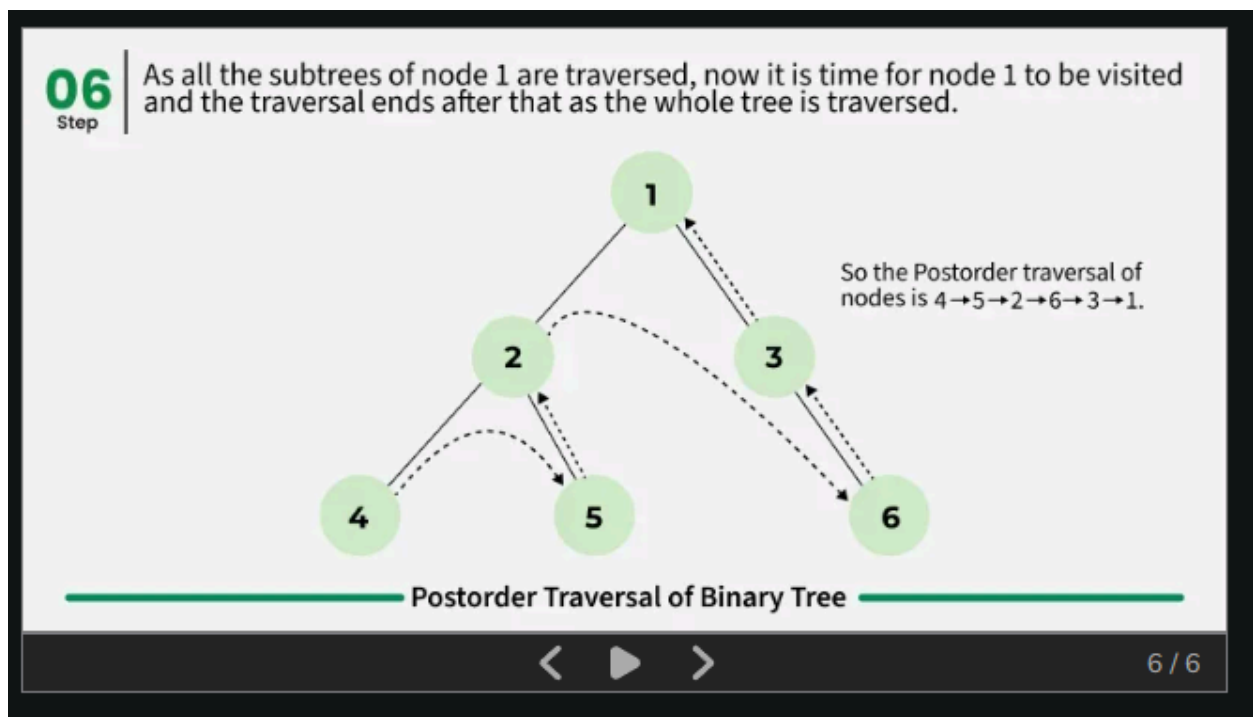 06
Step
As all the subtrees of node 1 are traversed, now it is time for node 1 to be visited
and the traversal ends after that as the whole tree is traversed.
1
So the Postorder traversal of
nodes is 4→5→2→6→3→1.
2
3
4
5
6
Postorder Traversal of Binary Tree
6 / 6